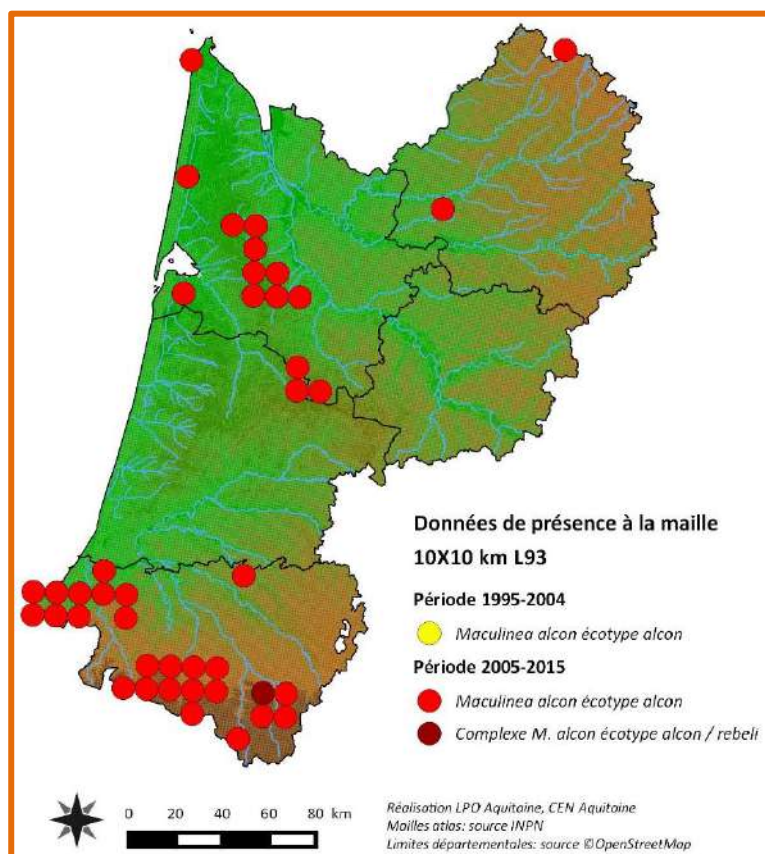 Données de présence à la maille
10X10 km L93
Période 1995-2004
Maculinea alcon écotype alcon
Période 2005-2015
Maculinea alcon écotype alcon
Complexe M. alcon écotype alcon / rebeli
0 20 40 60 80 km
Réalisation LPO Aquitaine, CEN Aquitaine
Mailles atlas: source INPN
Limites départementales: source ©OpenStreetMap